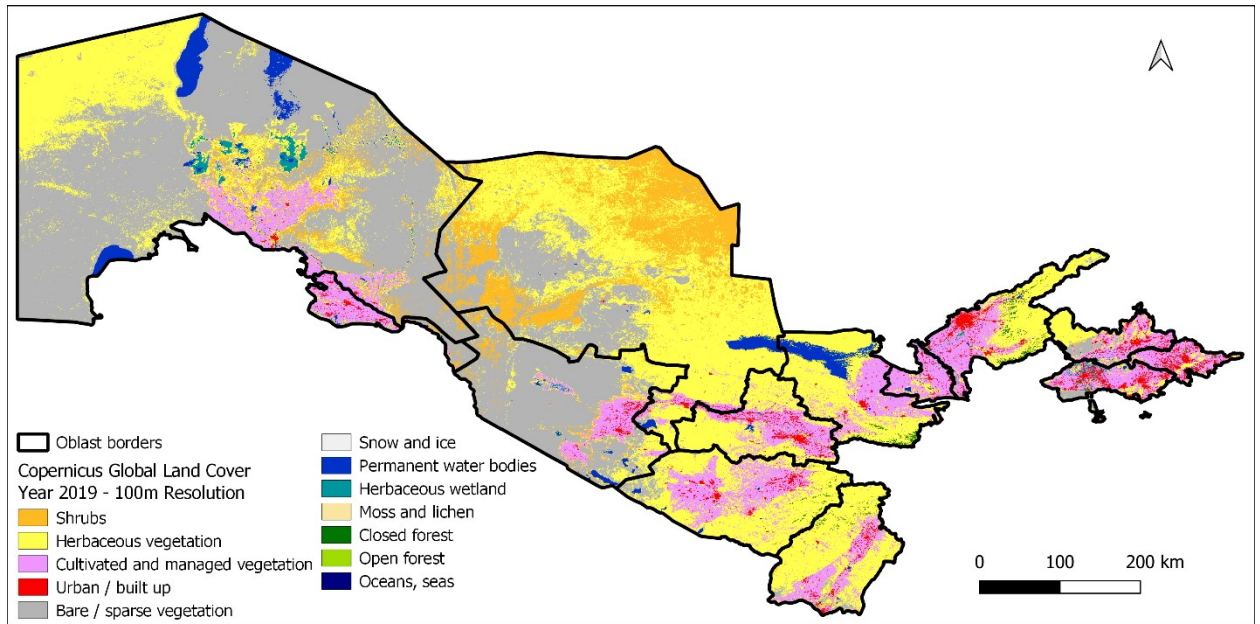 Oblast borders
Copernicus Global Land Cover
Year 2019 - 100m Resolution
Shrubs
Herbaceous vegetation
Cultivated and managed vegetation
Urban / built up
Bare / sparse vegetation
Snow and ice
Permanent water bodies
Herbaceous wetland
Moss and lichen
Closed forest
Open forest
Oceans, seas
0 100 200 km